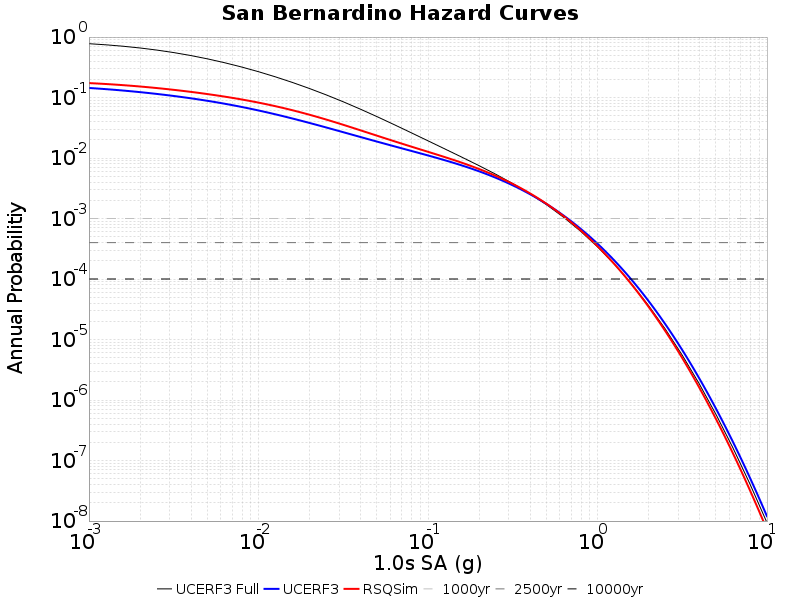 San Bernardino Hazard Curves
Annual Probabilitiy
10^0
10^-1
10^-2
10^-3
10^-4
10^-5
10^-6
10^-7
10^-8
10^-3 10^-2 10^-1 10^0 10^1
1.0s SA (g)
UCERF3 Full UCERF3 RSQSim 1000yr 2500yr 10000yr